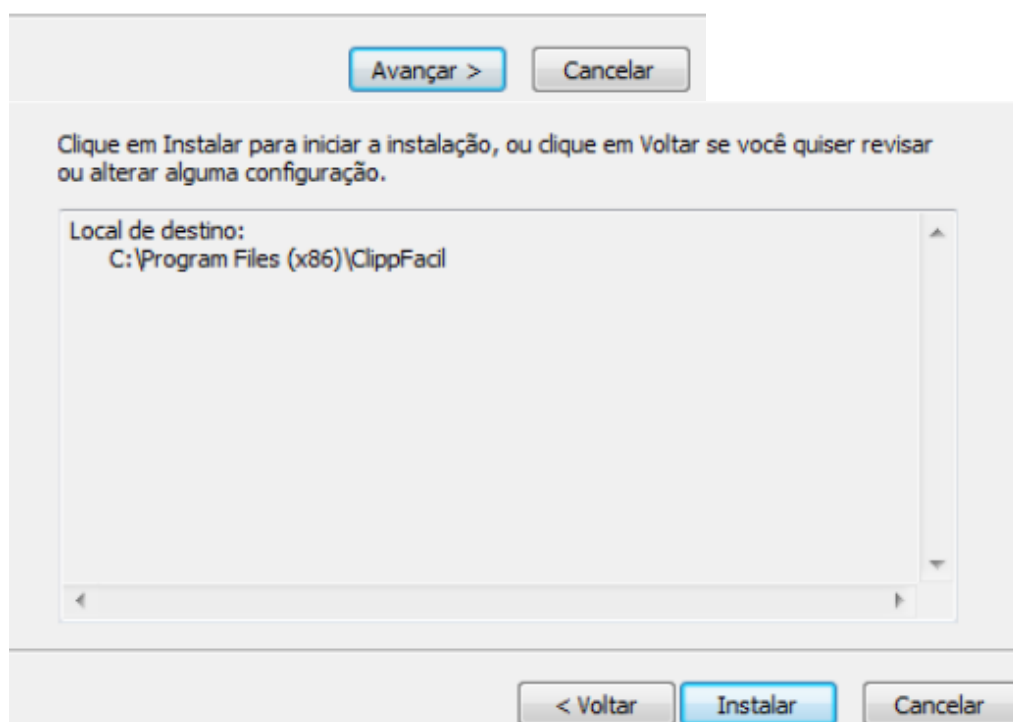 Avançar > Cancelar
Clique em Instalar para iniciar a instalação, ou clique em Voltar se você quiser revisar
ou alterar alguma configuração.
Local de destino:
C:\Program Files (x86)\ClippFacil
< Voltar Instalar Cancelar